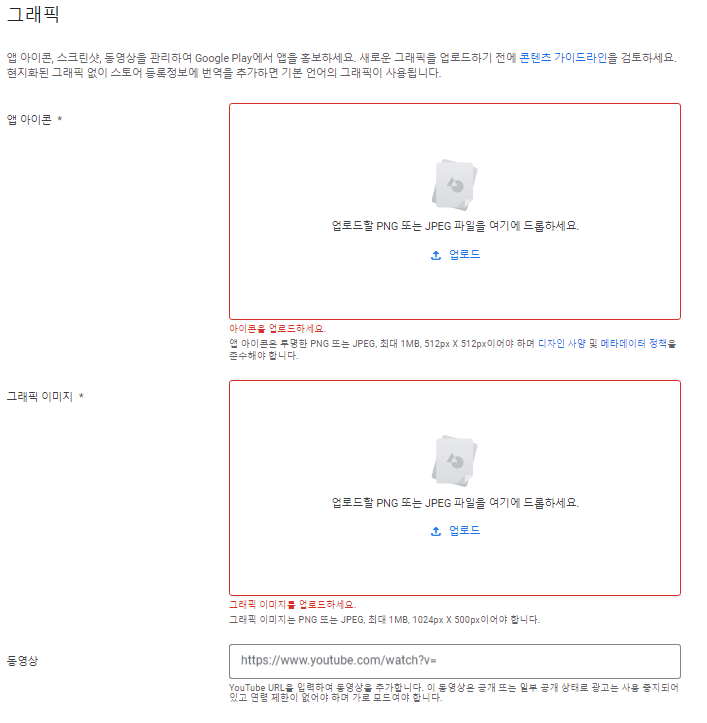 그래픽
앱 아이콘, 스크린샷, 동영상을 관리하여 Google Play에서 앱을 홍보하세요. 새로운 그래픽을 업로드하기 전에 콘텐츠 가이드라인을 검토하세요.
현지화된 그래픽 없이 스토어 등록정보에 번역을 추가하면 기본 언어의 그래픽이 사용됩니다.
앱 아이콘 *
업로드할 PNG 또는 JPEG 파일을 여기에 드롭하세요.
업로드
아이콘을 업로드하세요.
앱 아이콘은 투명한 PNG 또는 JPEG, 최대 1MB, 512px X 512px이어야 하며 디자인 사양 및 메타데이터 정책을
준수해야 합니다.
그래픽 이미지 *
업로드할 PNG 또는 JPEG 파일을 여기에 드롭하세요.
업로드
그래픽 이미지를 업로드하세요.
그래픽 이미지는 PNG 또는 JPEG, 최대 1MB, 1024px X 500px이어야 합니다.
동영상
https://www.youtube.com/watch?v=
YouTube URL을 입력하여 동영상을 추가합니다. 이 동영상은 공개 또는 일부 공개 상태로 광고는 사용 중지되어
있고 연령 제한이 없어야 하며 가로 모드여야 합니다.